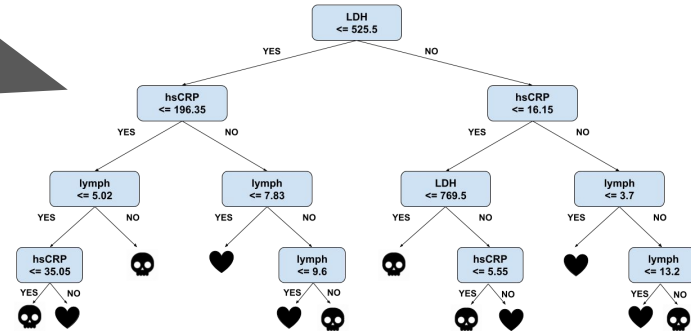 LDH
<= 525.5
YES
NO
hsCRP
<= 196.35
hsCRP
<= 16.15
YES
NO
YES
NO
lymph
<= 5.02
lymph
<= 7.83
LDH
<= 769.5
lymph
<= 3.7
YES
NO
YES
NO
YES
NO
YES
NO
hsCRP
<= 35.05
lymph
<= 9.6
hsCRP
<= 5.55
lymph
<= 13.2
YES
NO
YES
NO
YES
NO
YES
NO